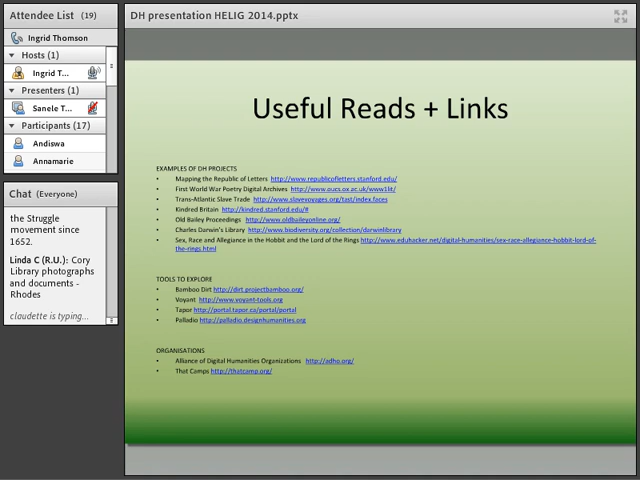 Attendee List (19)
Ingrid Thomson
Hosts (1)
Ingrid T...
Presenters (1)
Sanele T...
Participants (17)
Andiswa
Annamarie
Chat (Everyone)
the Struggle
movement since
1652.
Linda C (R.U.): Cory
Library photographs
and documents -
Rhodes
claudette is typing...
DH presentation HELIG 2014.pptx
Useful Reads + Links
EXAMPLES OF DH PROJECTS
• Mapping the Republic of Letters http://www.republicofletters.stanford.edu/
• First World War Poetry Digital Archives http://www.oucs.ox.ac.uk/ww1lit/
• Trans-Atlantic Slave Trade http://www.slavevoyages.org/tast/index.faces
• Kindred Britain http://kindred.stanford.edu/#
• Old Bailey Proceedings http://www.oldbaileyonline.org/
• Charles Darwin's Library http://www.biodiversity.org/collection/darwinlibrary
• Sex, Race and Allegiance in the Hobbit and the Lord of the Rings http://www.eduhacker.net/digital-humanities/sex-race-allegiance-hobbit-lord-of-
the-rings.html
TOOLS TO EXPLORE
• Bamboo Dirt http://dirt.projectbamboo.org/
• Voyant http://www.voyant-tools.org
• Tapor http://portal.tapor.ca/portal/portal
• Palladio http://palladio.designhumanities.org
ORGANISATIONS
• Alliance of Digital Humanities Organizations http://adho.org/
• That Camps http://thatcamp.org/